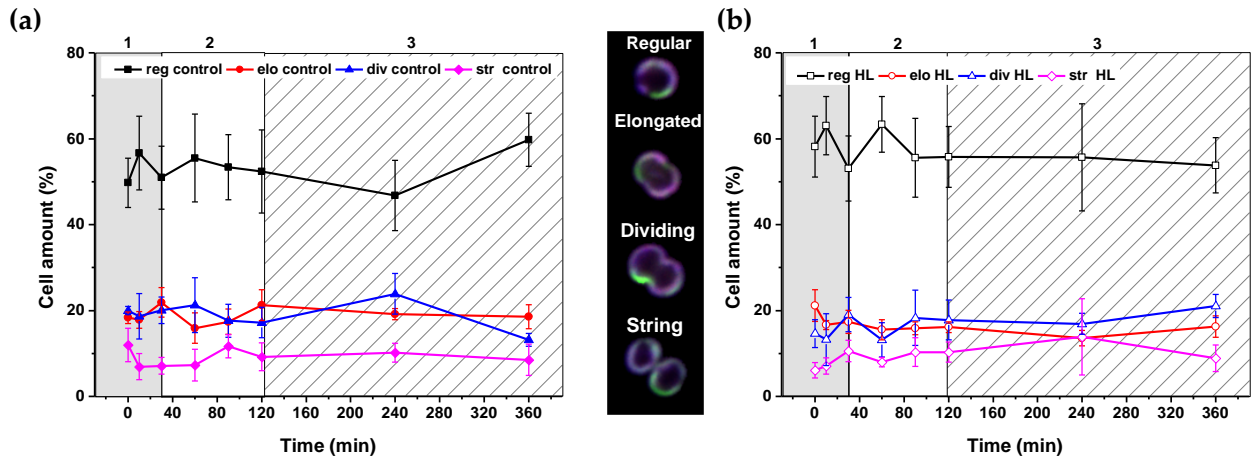 (a)
1 2 3
reg control elo control div control str control
80
60
40
20
0
0 40 80 120 160 200 240 280 320 360
Cell amount (%)
Time (min)
Regular
Elongated
Dividing
String
(b)
1 2 3
reg HL elo HL div HL str HL
80
60
40
20
0
0 40 80 120 160 200 240 280 320 360
Cell amount (%)
Time (min)